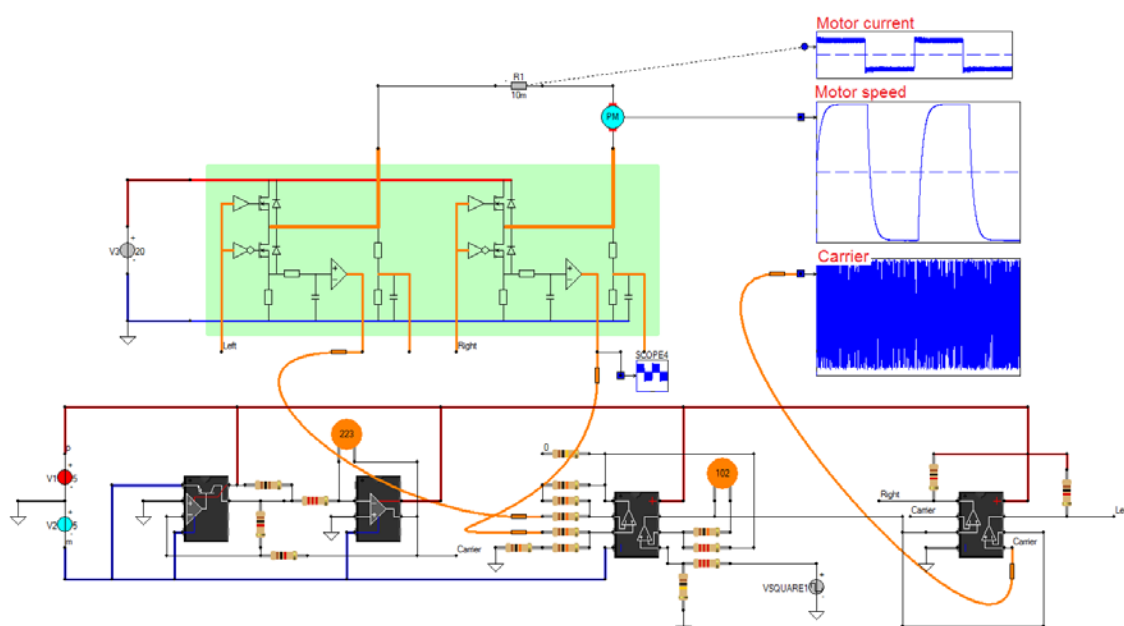 Motor current
R1
10m
Motor speed
PM
V3
20
Carrier
Left
Right
SCOPE4
p
223
0
102
V1
5
V2
5
m
Right
Carrier
Le
Carrier
Carrier
VSQUARE1